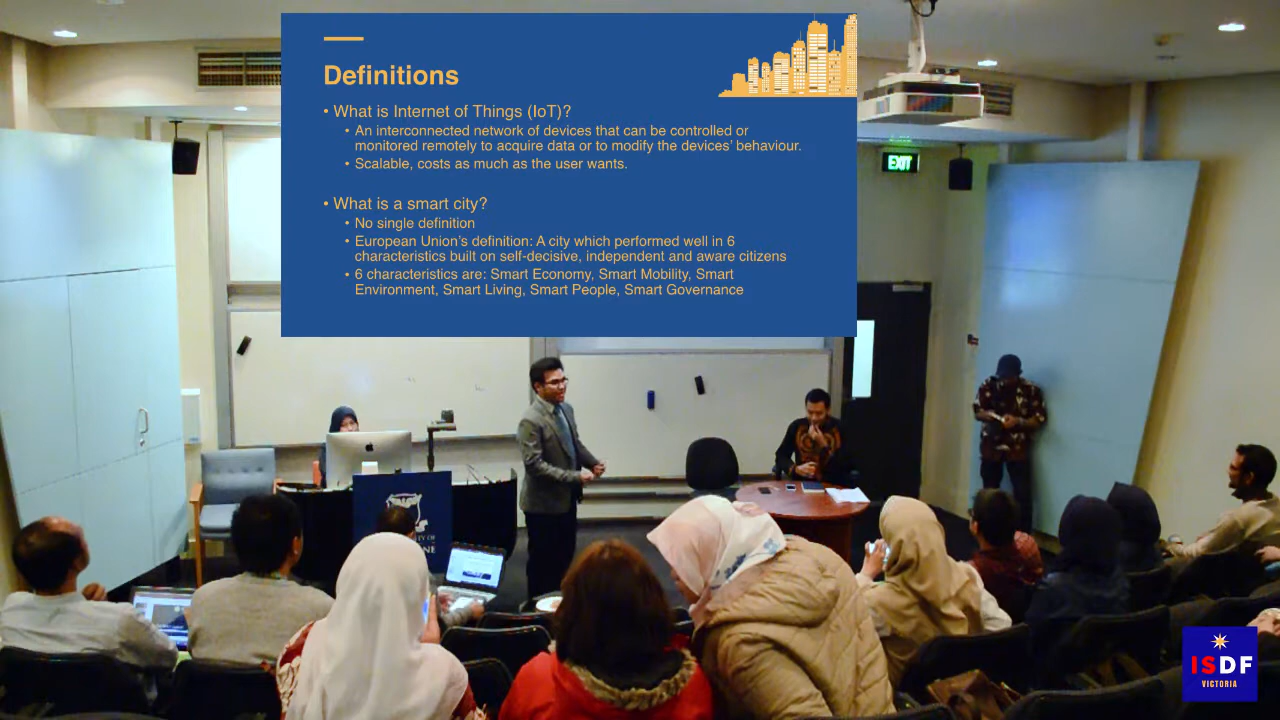 Definitions
• What is Internet of Things (IoT)?
• An interconnected network of devices that can be controlled or
monitored remotely to acquire data or to modify the devices' behaviour.
• Scalable, costs as much as the user wants.
• What is a smart city?
• No single definition
• European Union's definition: A city which performed well in 6
characteristics built on self-decisive, independent and aware citizens
• 6 characteristics are: Smart Economy, Smart Mobility, Smart
Environment, Smart Living, Smart People, Smart Governance
EXIT
ISDF
VICTORIA